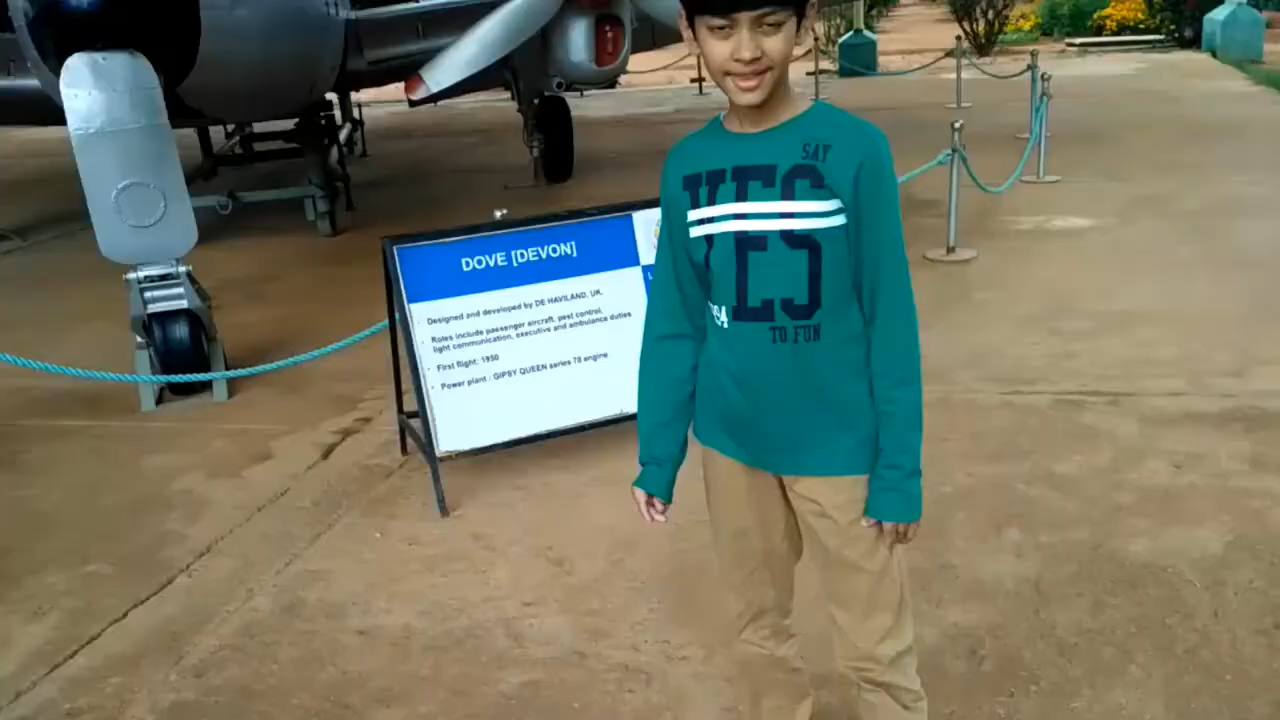 DOVE [DEVON]
Designed and developed by DE HAVILAND, UK.
Roles include passenger aircraft, pest control,
light communication, executive and ambulance duties
First flight: 1950
Power plant : GIPSY QUEEN series 70 engine
SAY
YES
YES
TO FUN